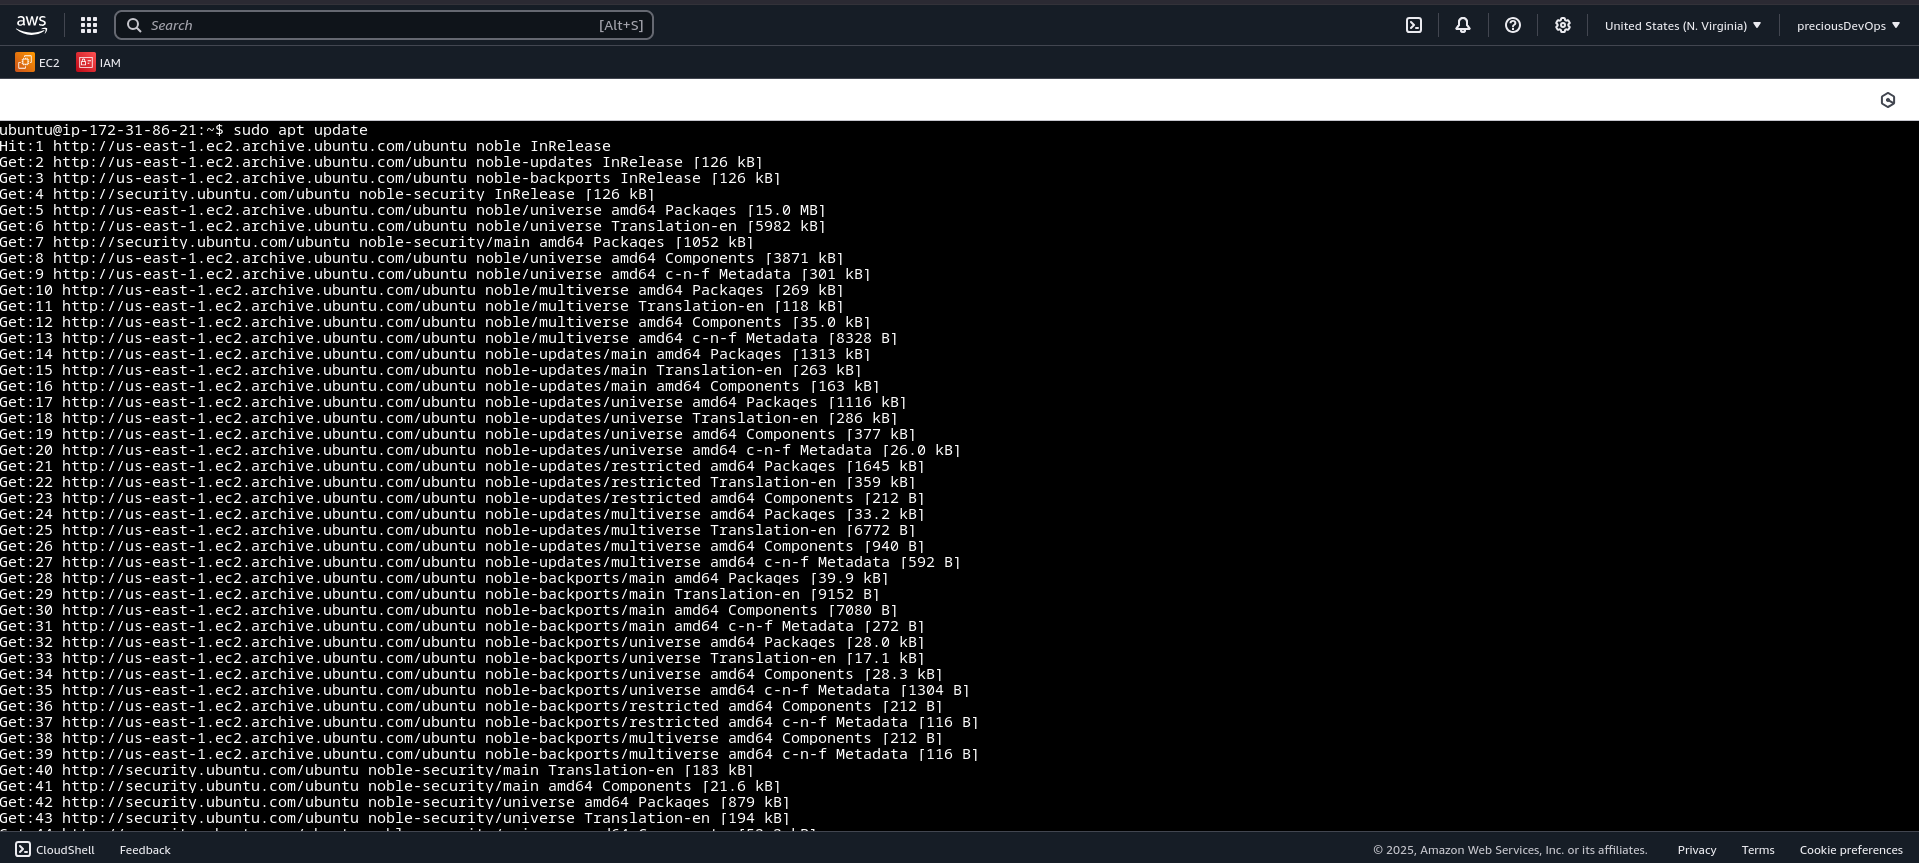 aws
Search [Alt+S]
United States (N. Virginia)
preciousDevOps
EC2
IAM
ubuntu@ip-172-31-86-21:~$ sudo apt update
Hit:1 http://us-east-1.ec2.archive.ubuntu.com/ubuntu noble InRelease
Get:2 http://us-east-1.ec2.archive.ubuntu.com/ubuntu noble-updates InRelease [126 kB]
Get:3 http://us-east-1.ec2.archive.ubuntu.com/ubuntu noble-backports InRelease [126 kB]
Get:4 http://security.ubuntu.com/ubuntu noble-security InRelease [126 kB]
Get:5 http://us-east-1.ec2.archive.ubuntu.com/ubuntu noble/universe amd64 Packages [15.0 MB]
Get:6 http://us-east-1.ec2.archive.ubuntu.com/ubuntu noble/universe Translation-en [5982 kB]
Get:7 http://security.ubuntu.com/ubuntu noble-security/main amd64 Packages [1052 kB]
Get:8 http://us-east-1.ec2.archive.ubuntu.com/ubuntu noble/universe amd64 Components [3871 kB]
Get:9 http://us-east-1.ec2.archive.ubuntu.com/ubuntu noble/universe amd64 c-n-f Metadata [301 kB]
Get:10 http://us-east-1.ec2.archive.ubuntu.com/ubuntu noble/multiverse amd64 Packages [269 kB]
Get:11 http://us-east-1.ec2.archive.ubuntu.com/ubuntu noble/multiverse Translation-en [118 kB]
Get:12 http://us-east-1.ec2.archive.ubuntu.com/ubuntu noble/multiverse amd64 Components [35.0 kB]
Get:13 http://us-east-1.ec2.archive.ubuntu.com/ubuntu noble/multiverse amd64 c-n-f Metadata [8328 B]
Get:14 http://us-east-1.ec2.archive.ubuntu.com/ubuntu noble-updates/main amd64 Packages [1313 kB]
Get:15 http://us-east-1.ec2.archive.ubuntu.com/ubuntu noble-updates/main Translation-en [263 kB]
Get:16 http://us-east-1.ec2.archive.ubuntu.com/ubuntu noble-updates/main amd64 Components [163 kB]
Get:17 http://us-east-1.ec2.archive.ubuntu.com/ubuntu noble-updates/universe amd64 Packages [1116 kB]
Get:18 http://us-east-1.ec2.archive.ubuntu.com/ubuntu noble-updates/universe Translation-en [286 kB]
Get:19 http://us-east-1.ec2.archive.ubuntu.com/ubuntu noble-updates/universe amd64 Components [377 kB]
Get:20 http://us-east-1.ec2.archive.ubuntu.com/ubuntu noble-updates/universe amd64 c-n-f Metadata [26.0 kB]
Get:21 http://us-east-1.ec2.archive.ubuntu.com/ubuntu noble-updates/restricted amd64 Packages [1645 kB]
Get:22 http://us-east-1.ec2.archive.ubuntu.com/ubuntu noble-updates/restricted Translation-en [359 kB]
Get:23 http://us-east-1.ec2.archive.ubuntu.com/ubuntu noble-updates/restricted amd64 Components [212 B]
Get:24 http://us-east-1.ec2.archive.ubuntu.com/ubuntu noble-updates/multiverse amd64 Packages [33.2 kB]
Get:25 http://us-east-1.ec2.archive.ubuntu.com/ubuntu noble-updates/multiverse Translation-en [6772 B]
Get:26 http://us-east-1.ec2.archive.ubuntu.com/ubuntu noble-updates/multiverse amd64 Components [940 B]
Get:27 http://us-east-1.ec2.archive.ubuntu.com/ubuntu noble-updates/multiverse amd64 c-n-f Metadata [592 B]
Get:28 http://us-east-1.ec2.archive.ubuntu.com/ubuntu noble-backports/main amd64 Packages [39.9 kB]
Get:29 http://us-east-1.ec2.archive.ubuntu.com/ubuntu noble-backports/main Translation-en [9152 B]
Get:30 http://us-east-1.ec2.archive.ubuntu.com/ubuntu noble-backports/main amd64 Components [7080 B]
Get:31 http://us-east-1.ec2.archive.ubuntu.com/ubuntu noble-backports/main amd64 c-n-f Metadata [272 B]
Get:32 http://us-east-1.ec2.archive.ubuntu.com/ubuntu noble-backports/universe amd64 Packages [28.0 kB]
Get:33 http://us-east-1.ec2.archive.ubuntu.com/ubuntu noble-backports/universe Translation-en [17.1 kB]
Get:34 http://us-east-1.ec2.archive.ubuntu.com/ubuntu noble-backports/universe amd64 Components [28.3 kB]
Get:35 http://us-east-1.ec2.archive.ubuntu.com/ubuntu noble-backports/universe amd64 c-n-f Metadata [1304 B]
Get:36 http://us-east-1.ec2.archive.ubuntu.com/ubuntu noble-backports/restricted amd64 Components [212 B]
Get:37 http://us-east-1.ec2.archive.ubuntu.com/ubuntu noble-backports/restricted amd64 c-n-f Metadata [116 B]
Get:38 http://us-east-1.ec2.archive.ubuntu.com/ubuntu noble-backports/multiverse amd64 Components [212 B]
Get:39 http://us-east-1.ec2.archive.ubuntu.com/ubuntu noble-backports/multiverse amd64 c-n-f Metadata [116 B]
Get:40 http://security.ubuntu.com/ubuntu noble-security/main Translation-en [183 kB]
Get:41 http://security.ubuntu.com/ubuntu noble-security/main amd64 Components [21.6 kB]
Get:42 http://security.ubuntu.com/ubuntu noble-security/universe amd64 Packages [879 kB]
Get:43 http://security.ubuntu.com/ubuntu noble-security/universe Translation-en [194 kB]
CloudShell
Feedback
© 2025, Amazon Web Services, Inc. or its affiliates.
Privacy
Terms
Cookie preferences